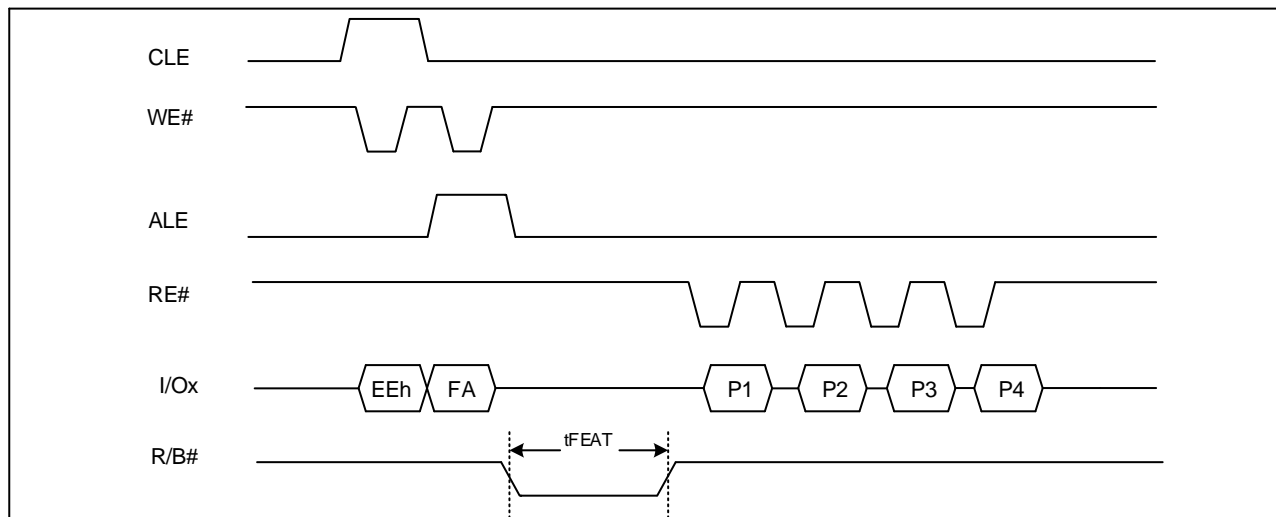 CLE
WE#
ALE
RE#
I/Ox EEh FA P1 P2 P3 P4
tFEAT
R/B#